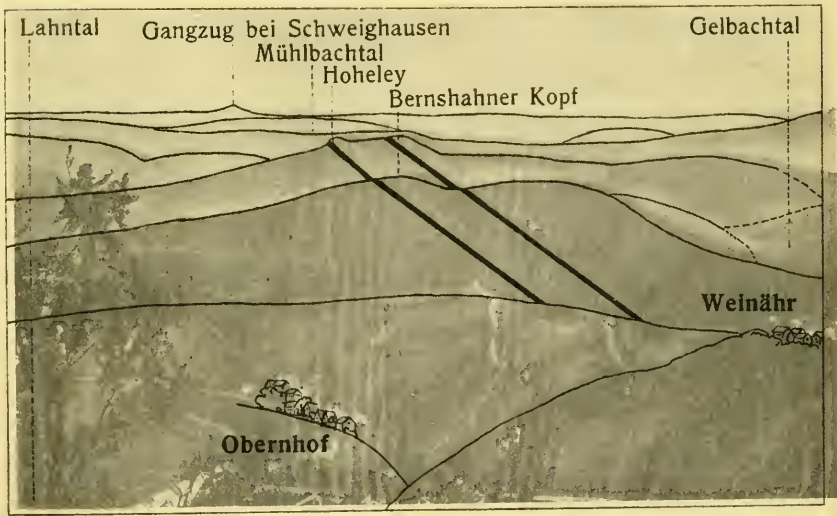 Lahntal
Gangzug bei Schweighausen
Gelbachtal
Mühlbachtal
Hoheley
Bernshahner Kopf
Weinähr
Obernhof